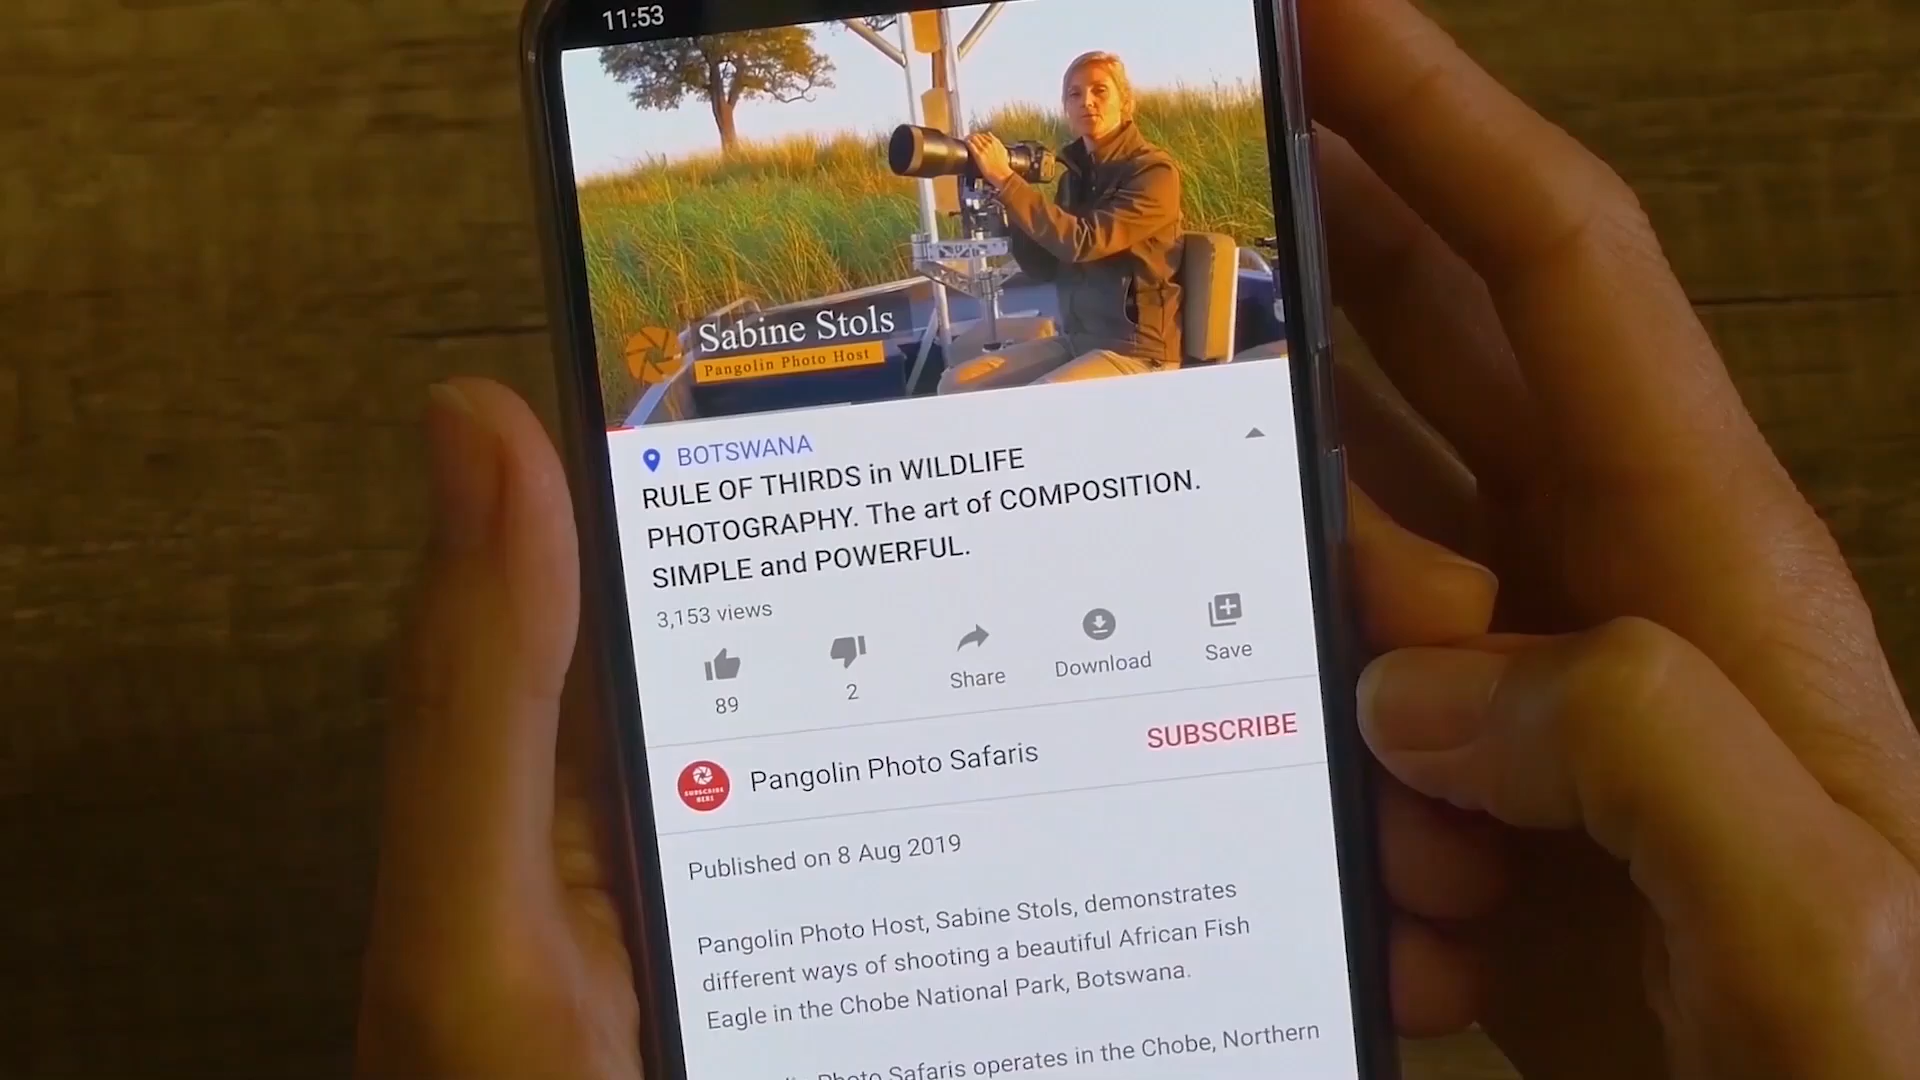 11:53
Sabine Stols
Pangolin Photo Host
BOTSWANA
RULE OF THIRDS in WILDLIFE
PHOTOGRAPHY. The art of COMPOSITION.
SIMPLE and POWERFUL.
3,153 views
89
2
Share
Download
Save
SUBSCRIBE
HERE
Pangolin Photo Safaris
SUBSCRIBE
Published on 8 Aug 2019
Pangolin Photo Host, Sabine Stols, demonstrates
different ways of shooting a beautiful African Fish
Eagle in the Chobe National Park, Botswana.
Photo Safaris operates in the Chobe, Northern